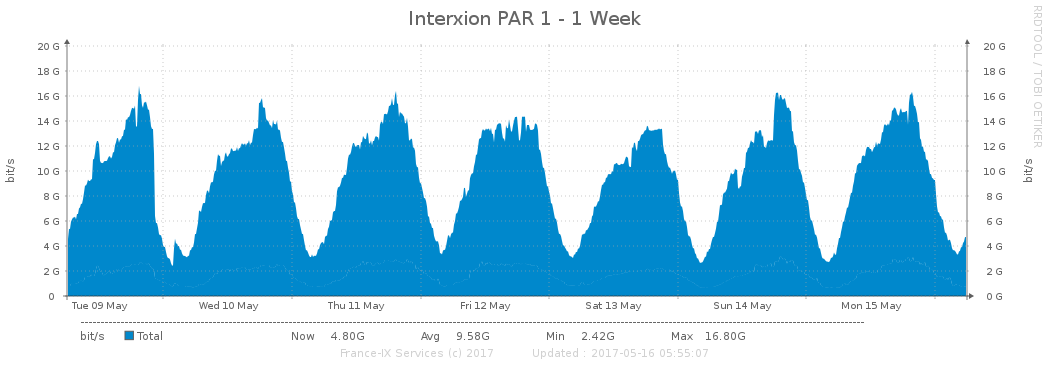 Interxion PAR 1 - 1 Week
RRDTOOL / TOBI OETIKER
20 G 20 G
18 G 18 G
16 G 16 G
14 G 14 G
12 G 12 G
10 G 10 G
8 G 8 G
6 G 6 G
4 G 4 G
2 G 2 G
0 0 G
bit/s bit/s
Tue 09 May Wed 10 May Thu 11 May Fri 12 May Sat 13 May Sun 14 May Mon 15 May
bit/s Total Now 4.80G Avg 9.58G Min 2.42G Max 16.80G
France-IX Services (c) 2017 Updated : 2017-05-16 05:55:07